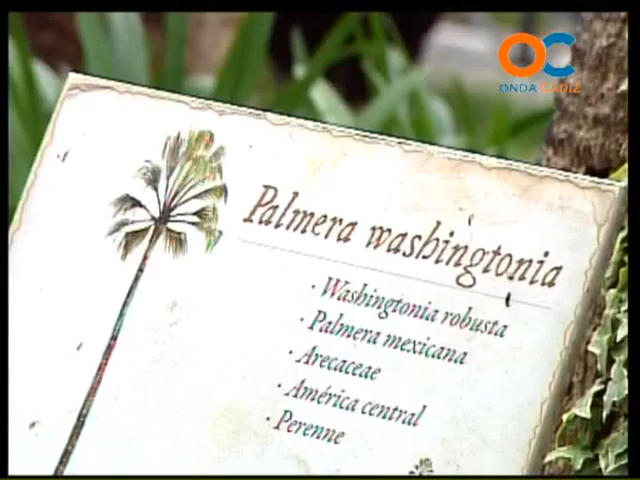 OC
ONDA CÁDIZ
Palmera washingtonia
· Washingtonia robusta
· Palmera mexicana
· Arecaceae
· América central
· Perenne